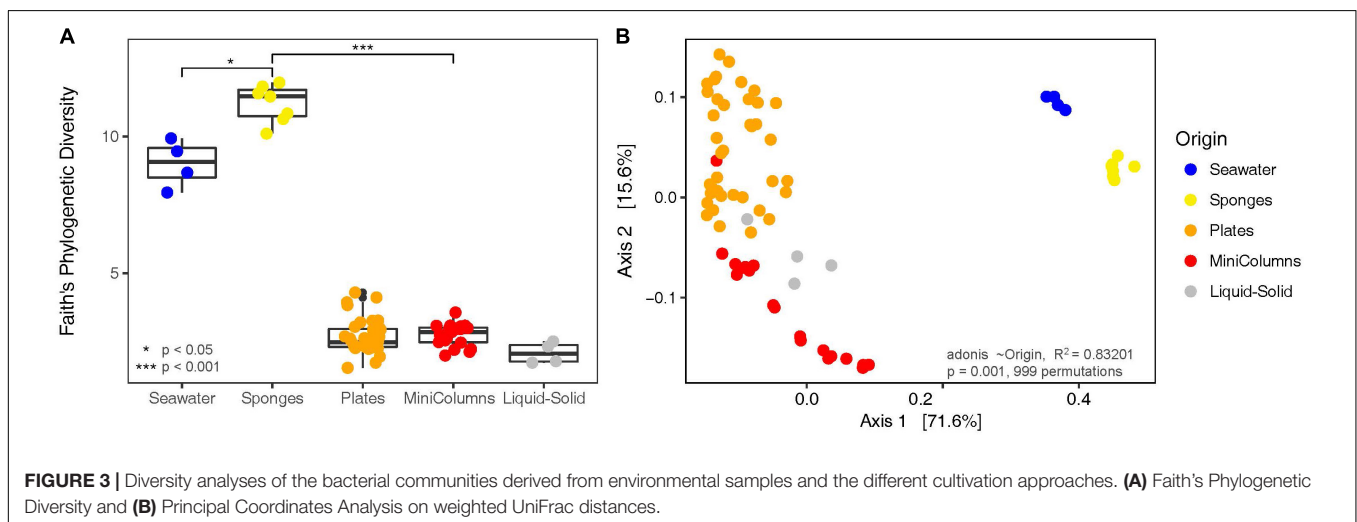 A
Faith's Phylogenetic Diversity
10
5
*
***
* p < 0.05
*** p < 0.001
Seawater Sponges Plates MiniColumns Liquid-Solid
B
Axis 2 [15.6%]
0.1
0.0
−0.1
adonis ~Origin, R² = 0.83201
p = 0.001, 999 permutations
0.0 0.2 0.4
Axis 1 [71.6%]
Origin
Seawater
Sponges
Plates
MiniColumns
Liquid-Solid
FIGURE 3 | Diversity analyses of the bacterial communities derived from environmental samples and the different cultivation approaches. (A) Faith's Phylogenetic
Diversity and (B) Principal Coordinates Analysis on weighted UniFrac distances.